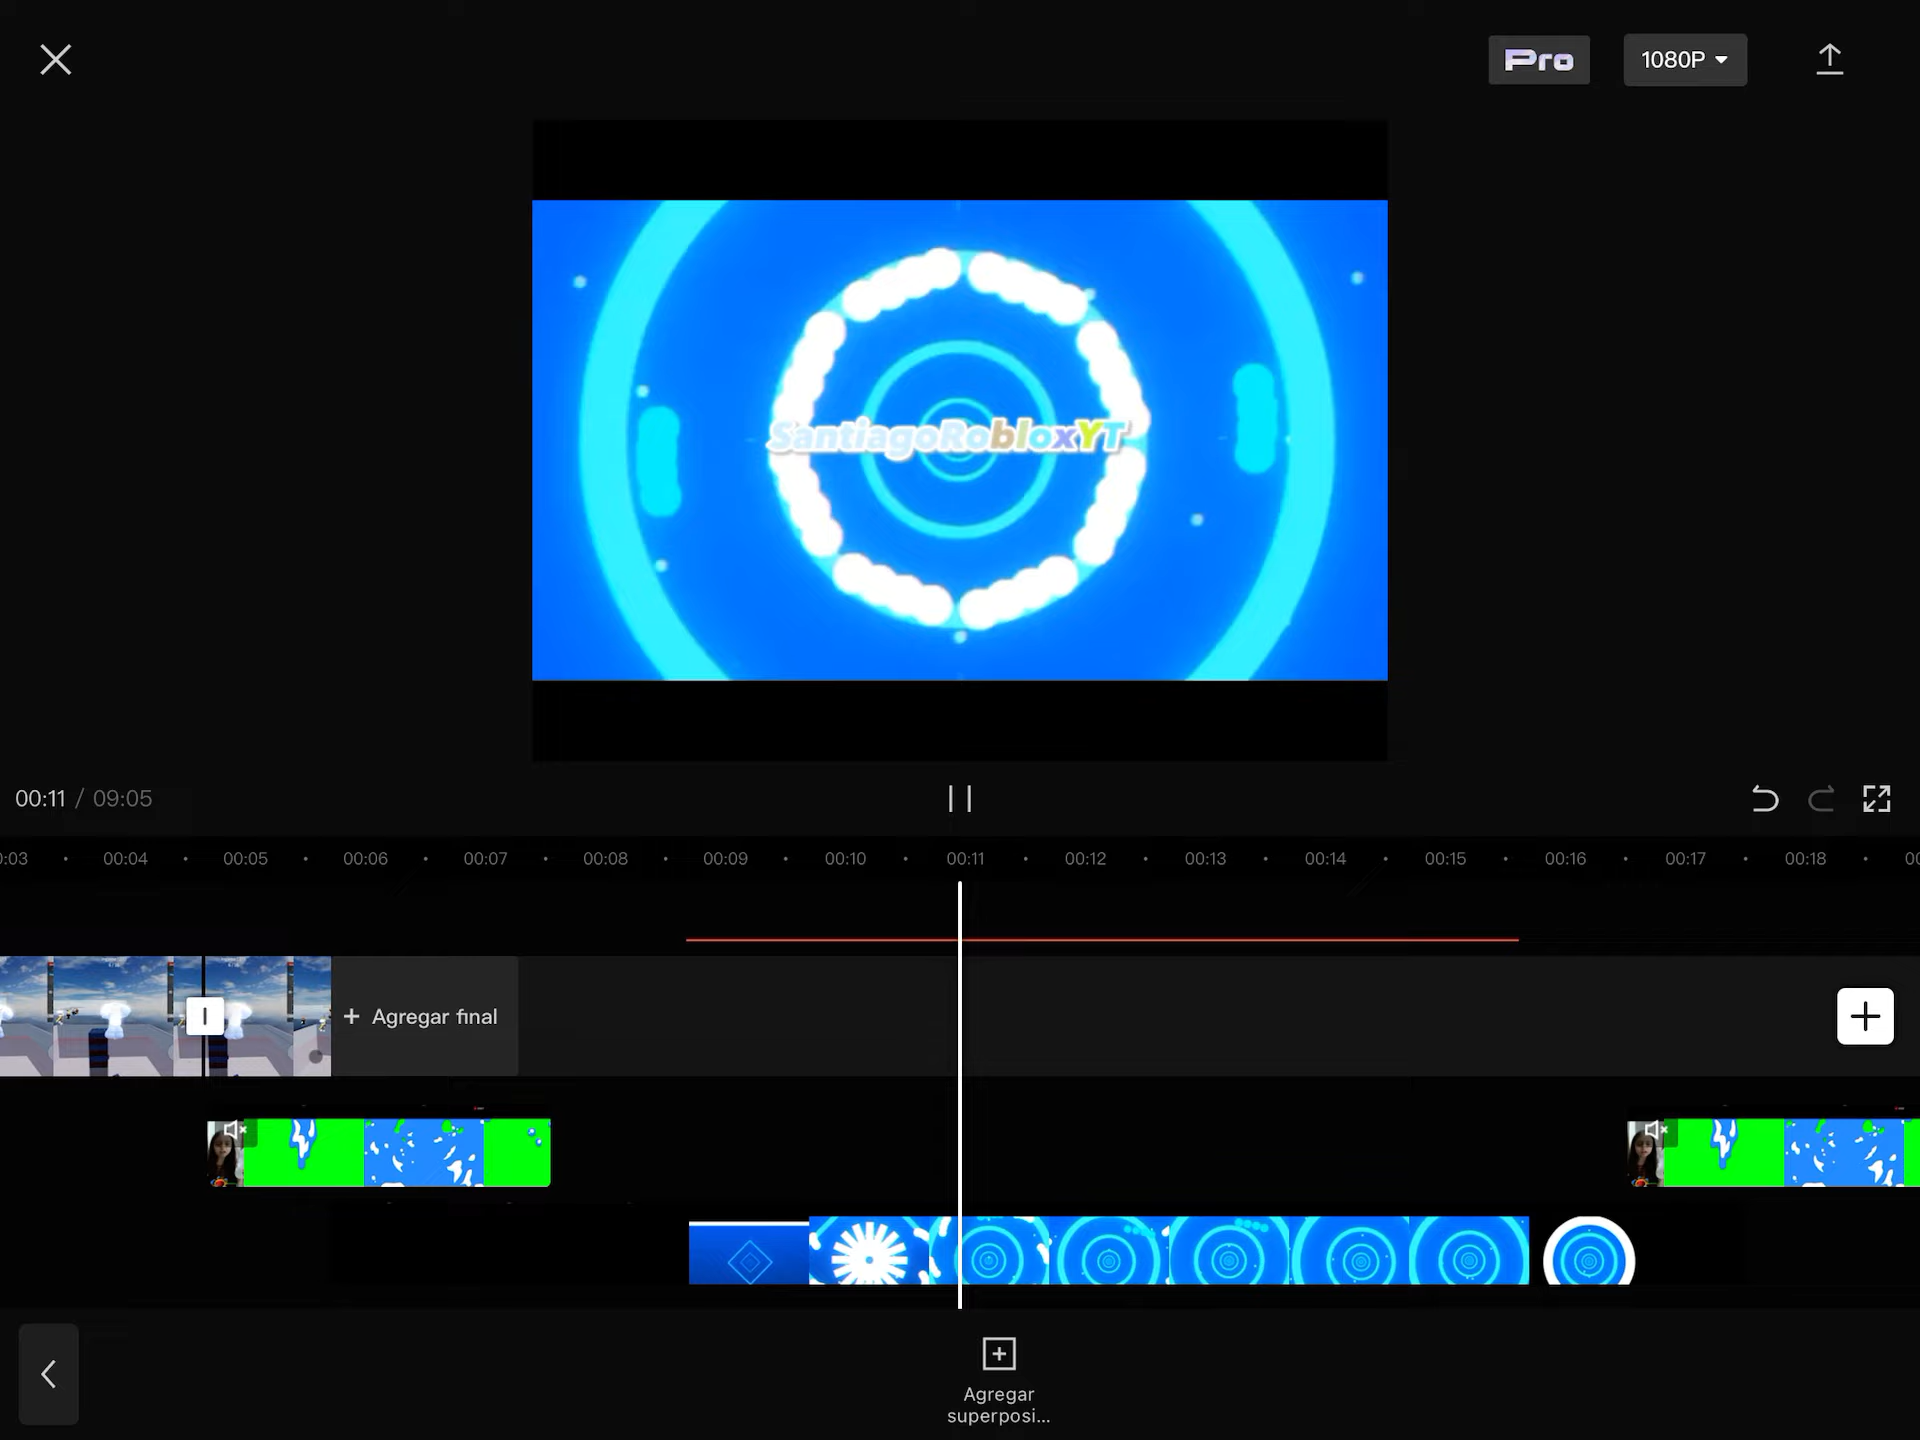 Pro
1080P
SantiagoRobloxYT
00:11 / 09:05
0:03 00:04 00:05 00:06 00:07 00:08 00:09 00:10 00:11 00:12 00:13 00:14 00:15 00:16 00:17 00:18 00
+ Agregar final
Agregar
superposi...